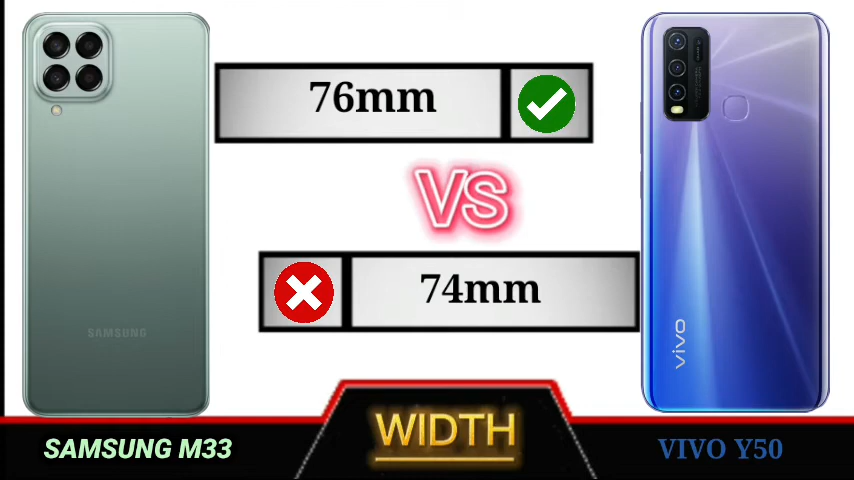 76mm
VS
74mm
SAMSUNG
vivo
WIDTH
SAMSUNG M33
VIVO Y50